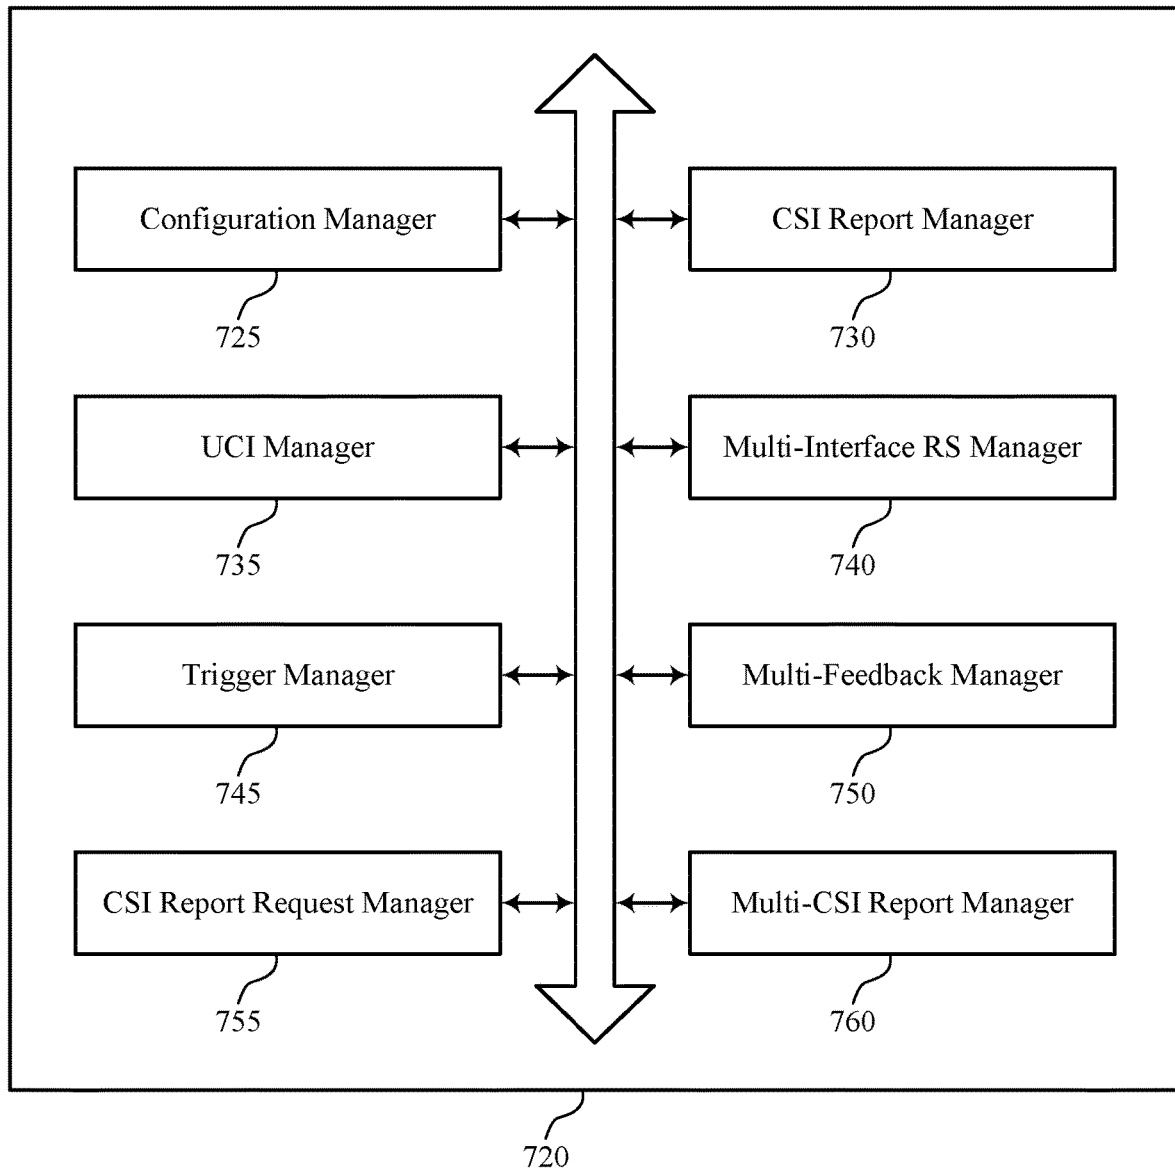 Configuration Manager
CSI Report Manager
725
730
UCI Manager
Multi-Interface RS Manager
735
740
Trigger Manager
Multi-Feedback Manager
745
750
CSI Report Request Manager
Multi-CSI Report Manager
755
760
720